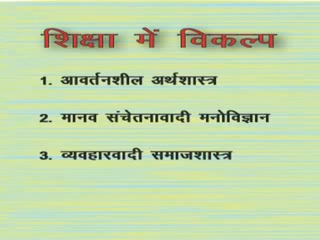 शिक्षा में विकल्प
1. आवर्तनशील अर्थशास्त्र
2. मानव संचेतनावादी मनोविज्ञान
3. व्यवहारवादी समाजशास्त्र